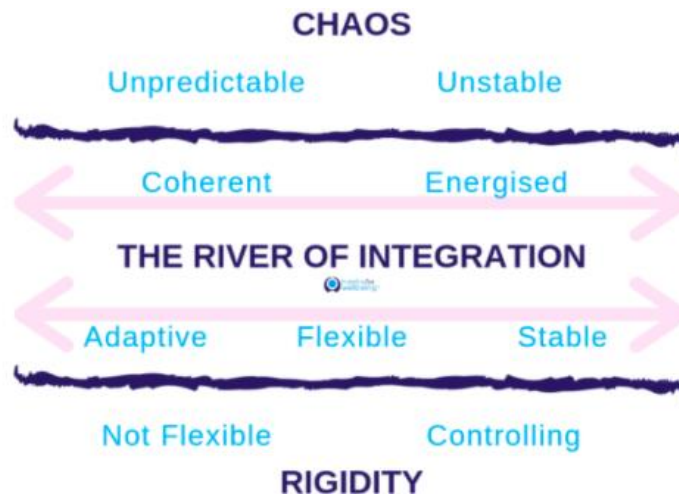 CHAOS
Unpredictable Unstable
Coherent Energised
THE RIVER OF INTEGRATION
Adaptive Flexible Stable
Not Flexible Controlling
RIGIDITY